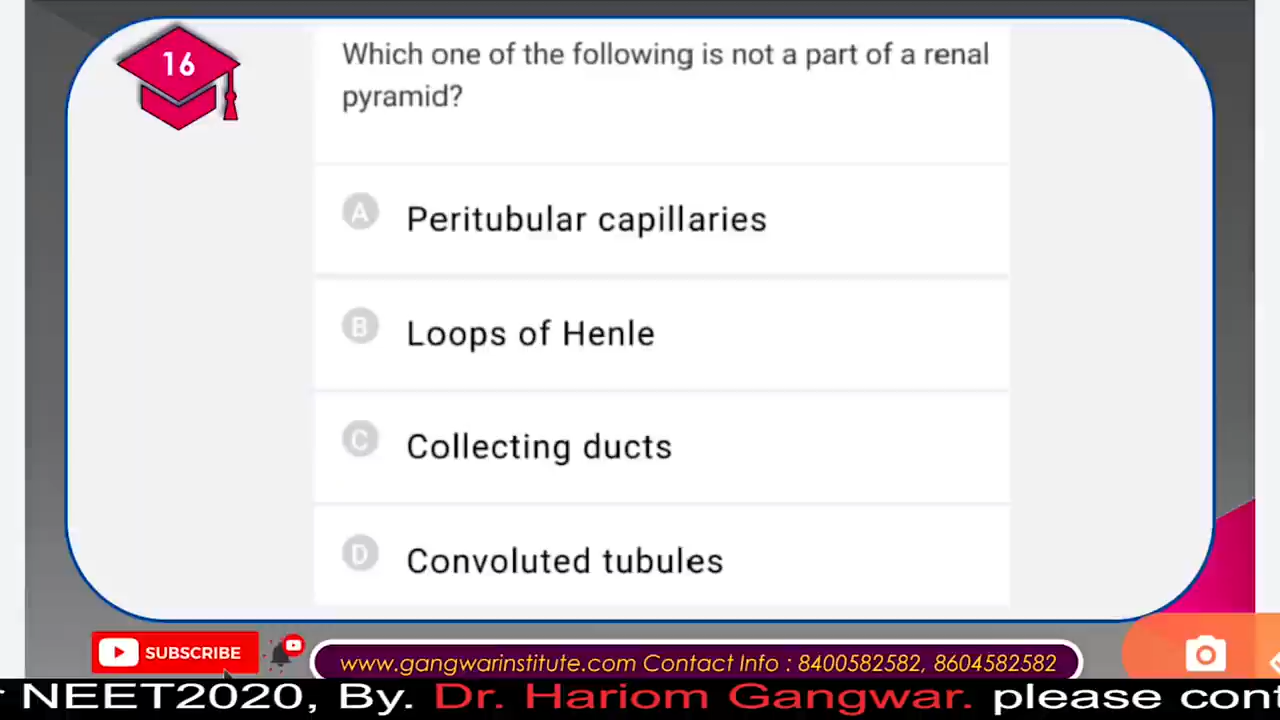 16
Which one of the following is not a part of a renal
pyramid?
A Peritubular capillaries
B Loops of Henle
C Collecting ducts
D Convoluted tubules
SUBSCRIBE
www.gangwarinstitute.com Contact Info : 8400582582, 8604582582
r NEET2020, By. Dr. Hariom Gangwar. please cont